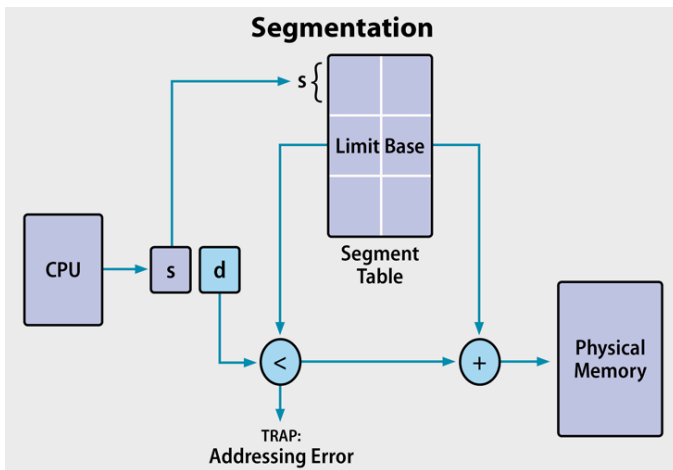 Segmentation
s {
Limit Base
Segment
Table
CPU
s
d
Physical
Memory
<
+
TRAP:
Addressing Error